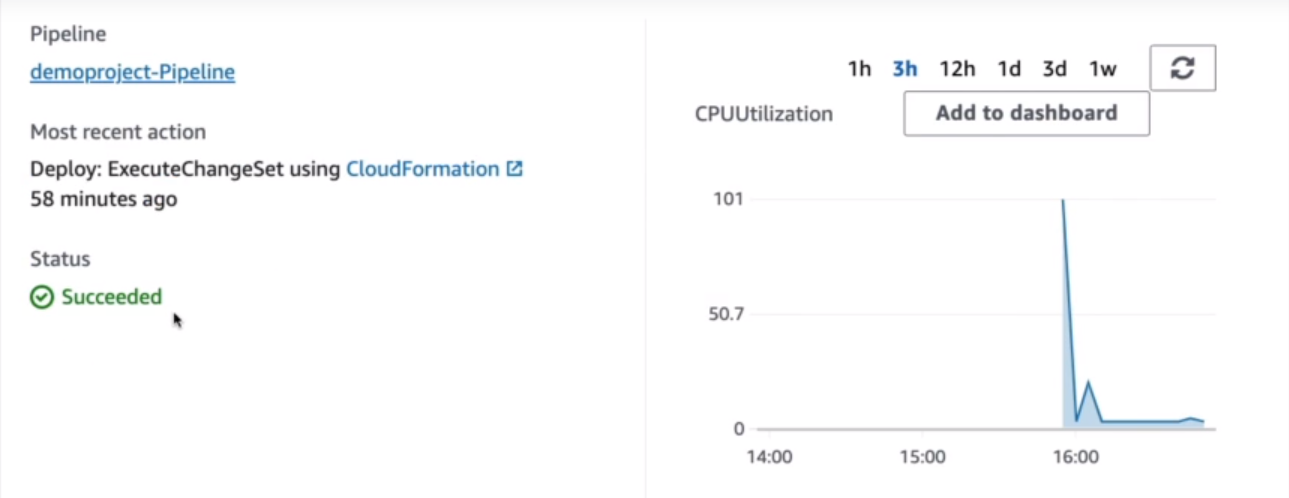 Pipeline
demoproject-Pipeline
Most recent action
Deploy: ExecuteChangeSet using CloudFormation
58 minutes ago
Status
Succeeded
1h 3h 12h 1d 3d 1w
CPUUtilization
Add to dashboard
101
50.7
0
14:00 15:00 16:00